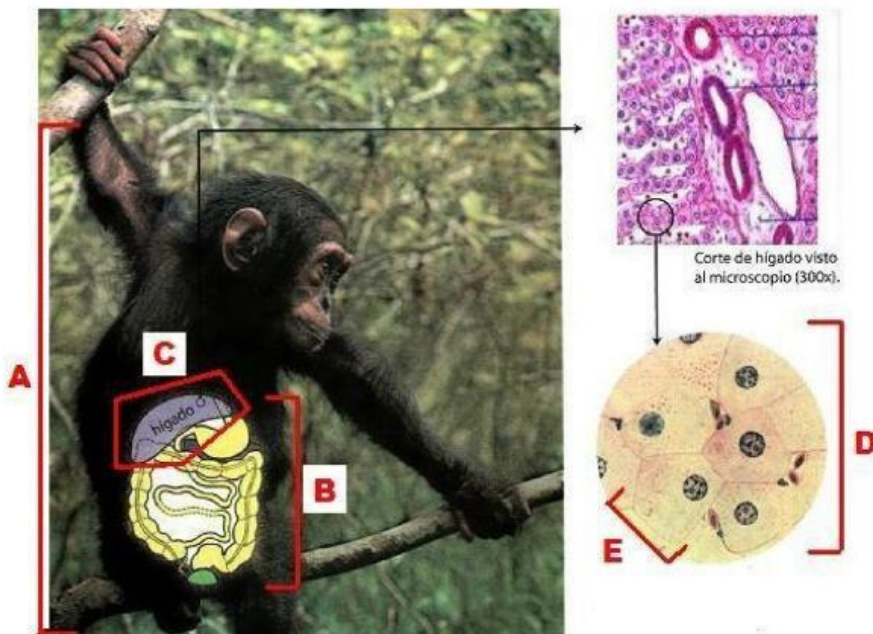 A
C
hígado
B
Corte de hígado visto
al microscopio (300x).
D
E